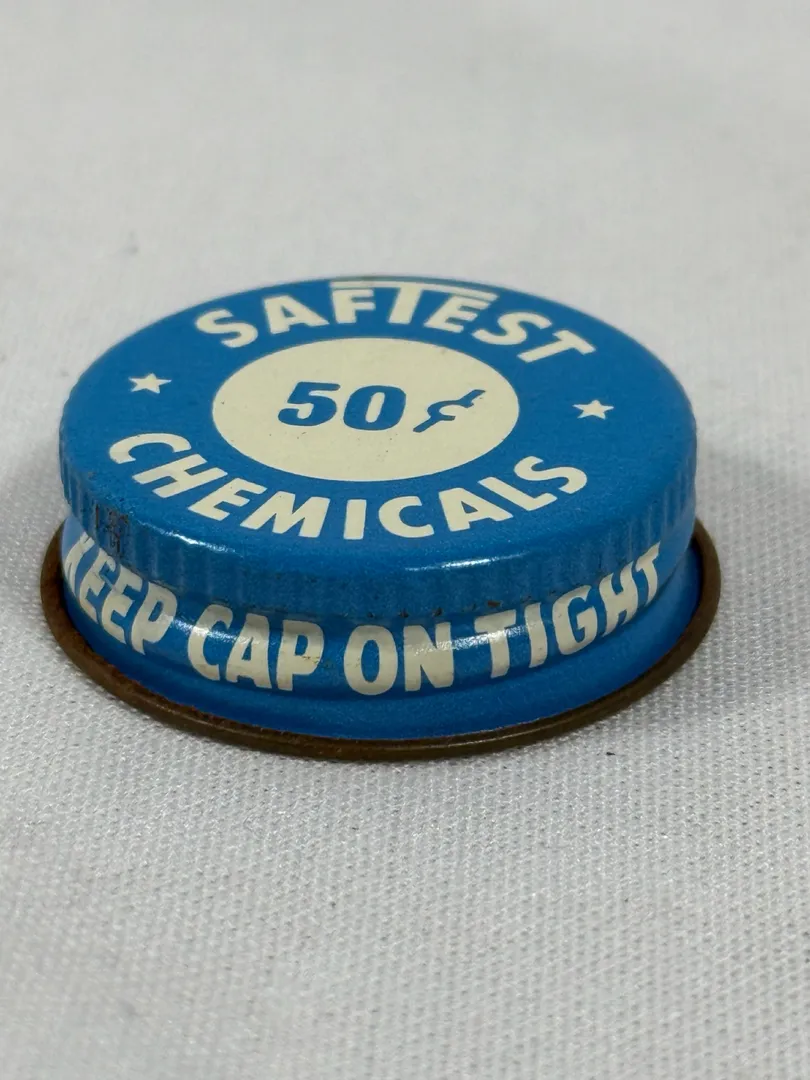 SAFTEST
50¢
CHEMICALS
KEEP CAP ON TIGHT